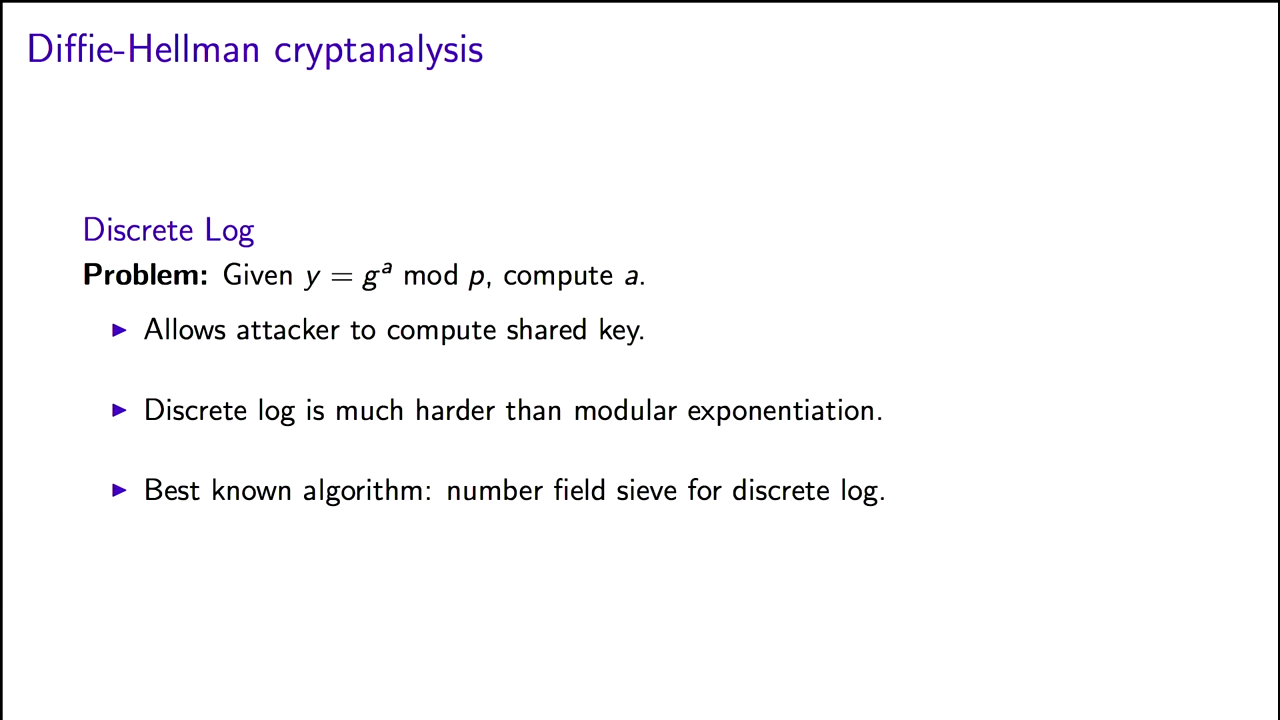 Diffie-Hellman cryptanalysis
Discrete Log
Problem: Given y = gᵃ mod p, compute a.
▶ Allows attacker to compute shared key.
▶ Discrete log is much harder than modular exponentiation.
▶ Best known algorithm: number field sieve for discrete log.